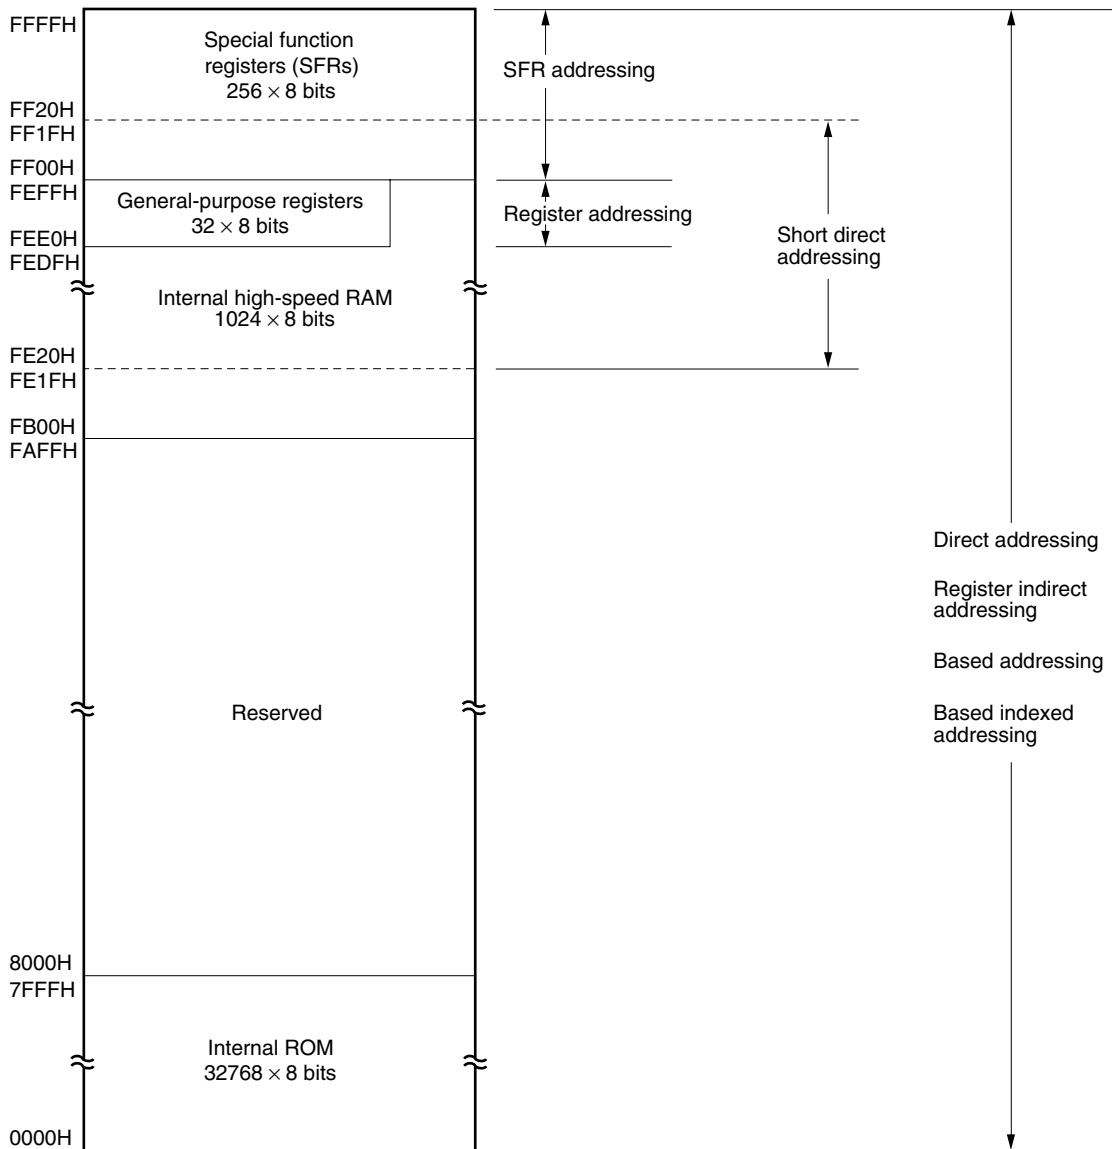 FFFFH
Special function
registers (SFRs)
256 × 8 bits
SFR addressing
FF20H
FF1FH
FF00H
FEFFH
General-purpose registers
32 × 8 bits
Register addressing
FEE0H
FEDFH
Short direct
addressing
Internal high-speed RAM
1024 × 8 bits
FE20H
FE1FH
FB00H
FAFFH
Direct addressing
Register indirect
addressing
Based addressing
Based indexed
addressing
Reserved
8000H
7FFFH
Internal ROM
32768 × 8 bits
0000H